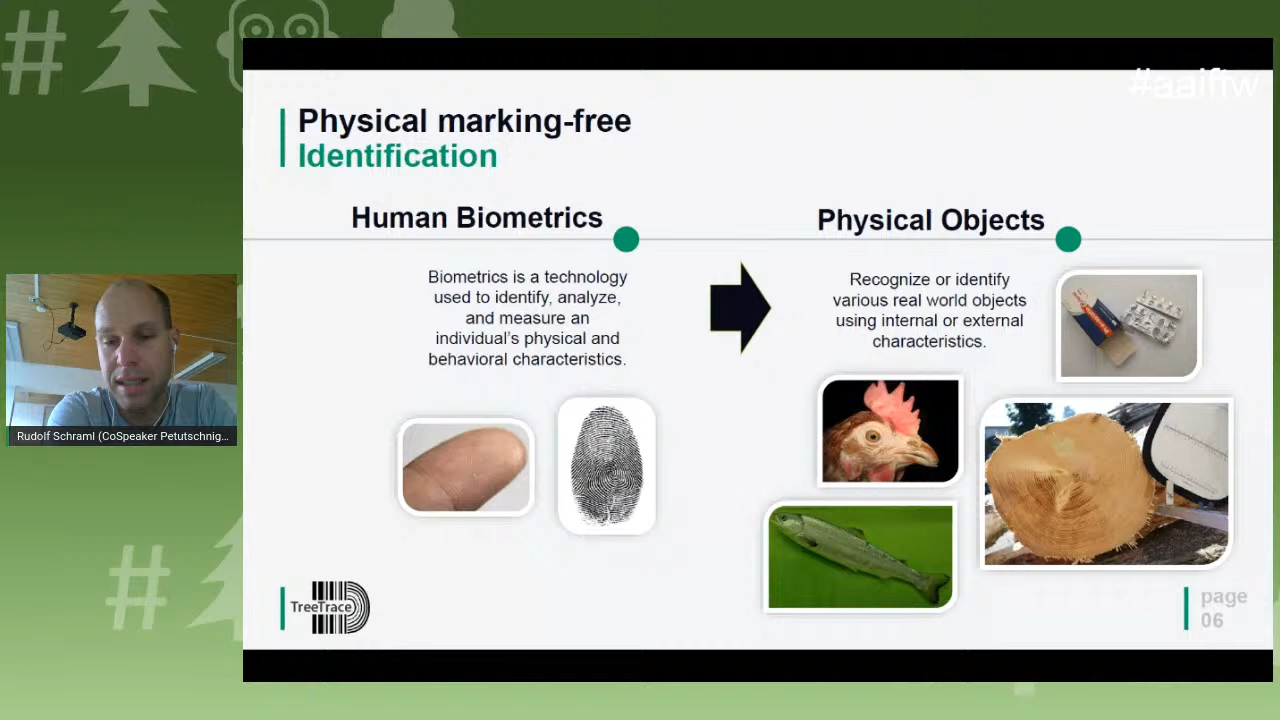 #aaiftw
Physical marking-free
Identification
Human Biometrics
Biometrics is a technology
used to identify, analyze,
and measure an
individual's physical and
behavioral characteristics.
Physical Objects
Recognize or identify
various real world objects
using internal or external
characteristics.
Rudolf Schraml (CoSpeaker Petutschnig...
TreeTrace
page
06